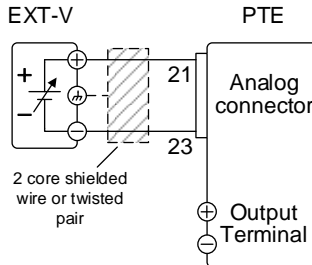 EXT-V
PTE
+
−
+
−
21
23
Analog
connector
2 core shielded
wire or twisted
pair
+ Output
− Terminal